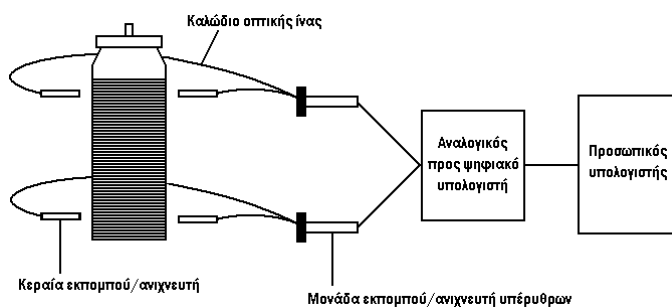 Καλώδιο οπτικής ίνας
Αναλογικός
προς ψηφιακό
υπολογιστή
Προσωπικός
υπολογιστής
Κεραία εκπομπού/ανιχνευτή
Μονάδα εκπομπού/ανιχνευτή υπέρυθρων